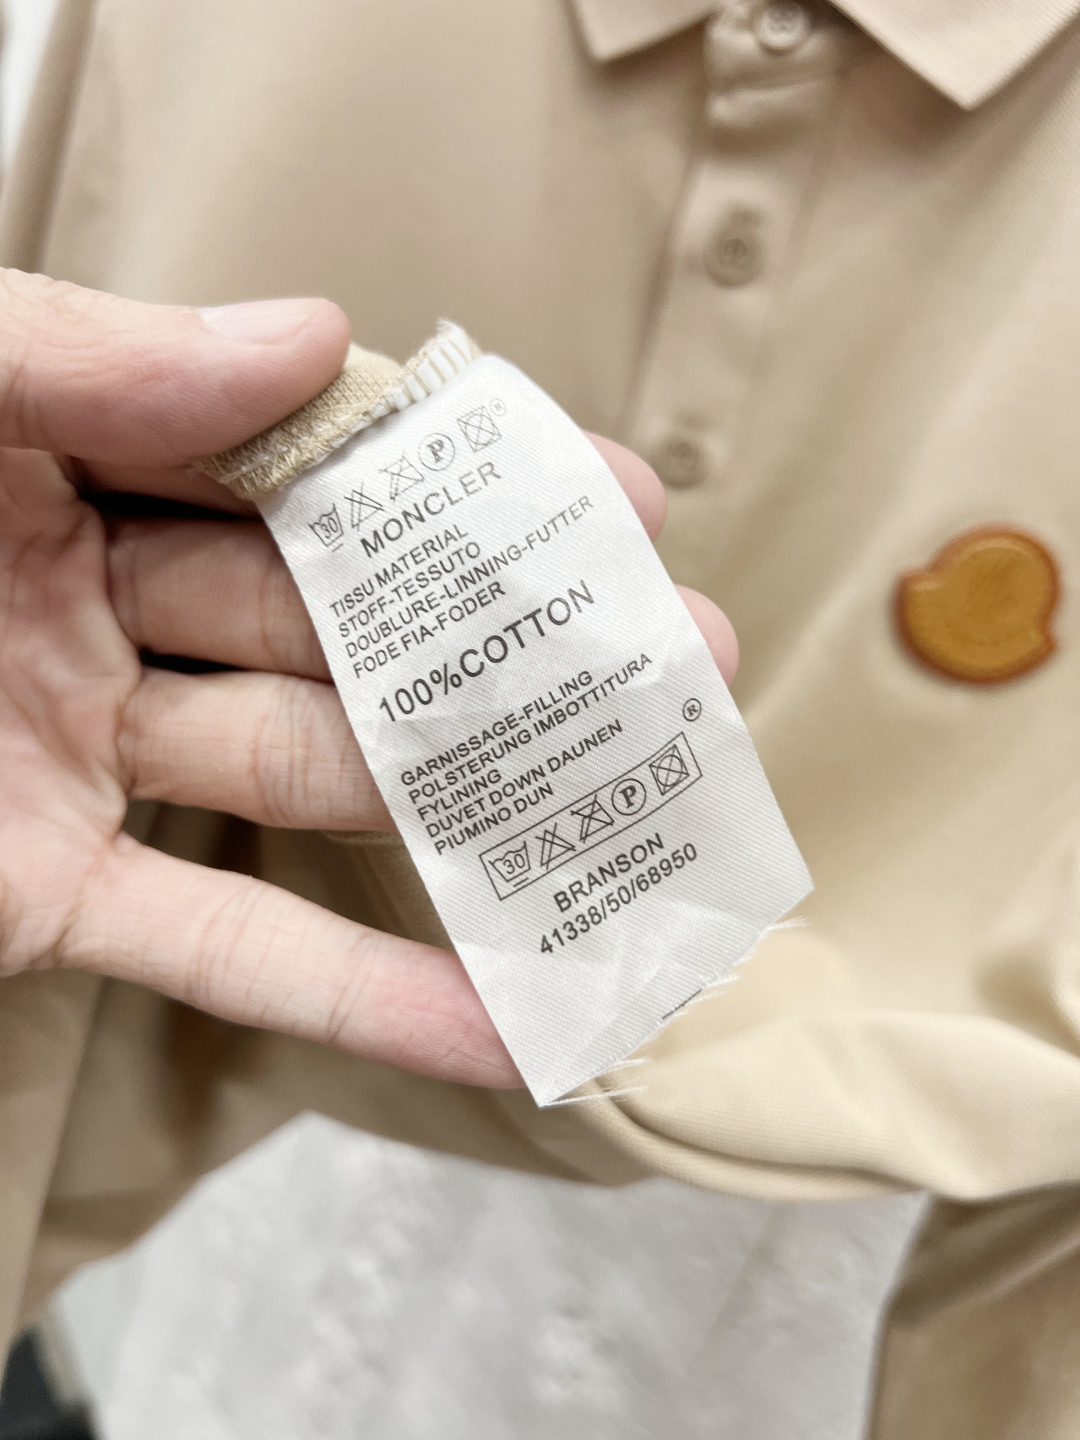 30 P ®
MONCLER
TISSU MATERIAL
STOFF-TESSUTO
DOUBLURE-LINNING-FUTTER
FODE FIA-FODER
100%COTTON
GARNISSAGE-FILLING
POLSTERUNG IMBOTTITURA
FYLINING
DUVET DOWN DAUNEN
PIUMINO DUN
®
30 P
BRANSON
41338/50/68950